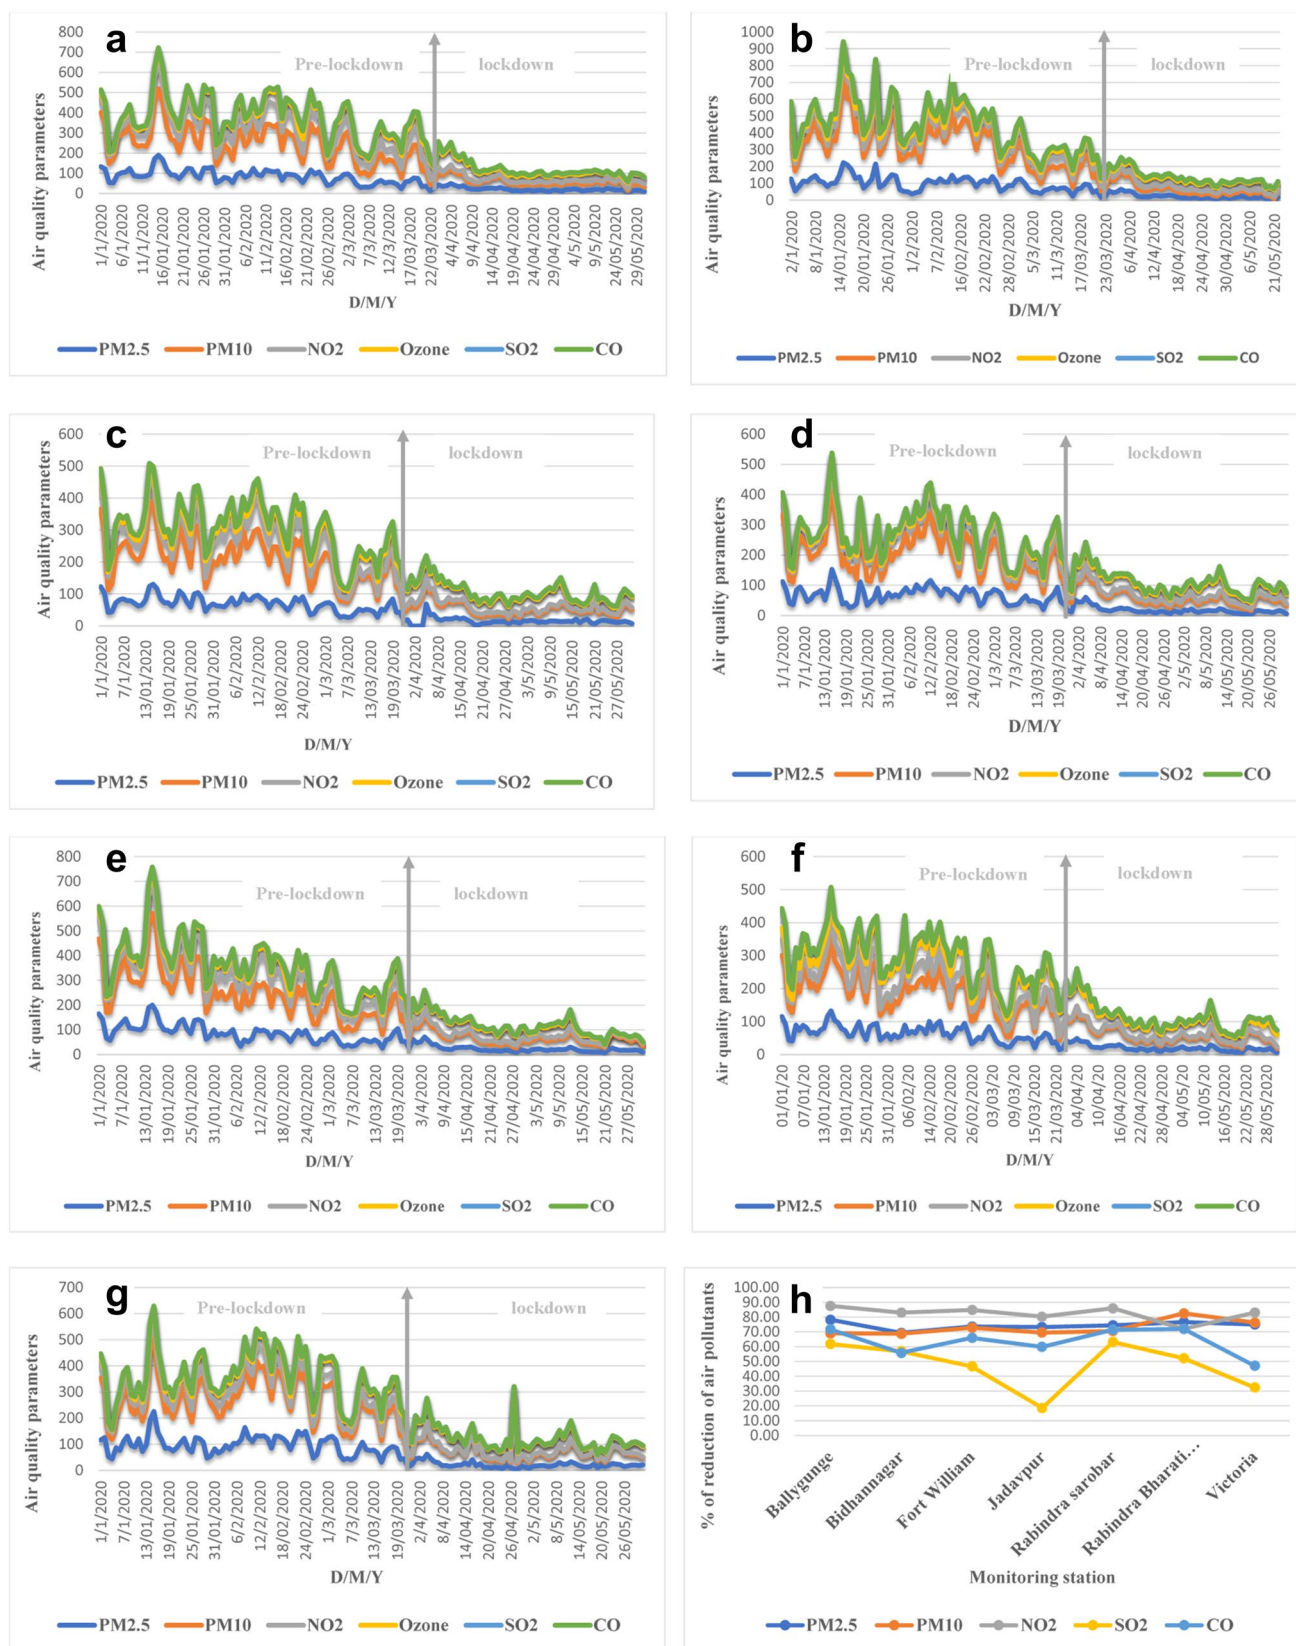 a
Pre-lockdown lockdown
800
700
600
500
400
300
200
100
0
Air quality parameters
1/1/2020 6/1/2020 11/1/2020 16/01/2020 21/01/2020 26/01/2020 31/01/2020 6/2/2020 11/2/2020 16/02/2020 21/02/2020 26/02/2020 2/3/2020 7/3/2020 12/3/2020 17/03/2020 22/03/2020 4/4/2020 9/4/2020 14/04/2020 19/04/2020 24/04/2020 29/04/2020 4/5/2020 9/5/2020 24/05/2020 29/05/2020
D/M/Y
PM2.5 PM10 NO2 Ozone SO2 CO
b
Pre-lockdown lockdown
1000
900
800
700
600
500
400
300
200
100
0
Air quality parameters
2/1/2020 8/1/2020 14/01/2020 20/01/2020 26/01/2020 1/2/2020 7/2/2020 16/02/2020 22/02/2020 28/02/2020 5/3/2020 11/3/2020 17/03/2020 23/03/2020 6/4/2020 12/4/2020 18/04/2020 24/04/2020 30/04/2020 6/5/2020 21/05/2020
D/M/Y
PM2.5 PM10 NO2 Ozone SO2 CO
c
Pre-lockdown lockdown
600
500
400
300
200
100
0
Air quality parameters
1/1/2020 7/1/2020 13/01/2020 19/01/2020 25/01/2020 31/01/2020 6/2/2020 12/2/2020 18/02/2020 24/02/2020 1/3/2020 7/3/2020 13/03/2020 19/03/2020 2/4/2020 8/4/2020 15/04/2020 21/04/2020 27/04/2020 3/5/2020 9/5/2020 15/05/2020 21/05/2020 27/05/2020
D/M/Y
PM2.5 PM10 NO2 Ozone SO2 CO
d
Pre-lockdown lockdown
600
500
400
300
200
100
0
Air quality parameters
1/1/2020 7/1/2020 13/01/2020 19/01/2020 25/01/2020 31/01/2020 6/2/2020 12/2/2020 18/02/2020 24/02/2020 1/3/2020 7/3/2020 13/03/2020 19/03/2020 2/4/2020 8/4/2020 14/04/2020 20/04/2020 26/04/2020 2/5/2020 8/5/2020 14/05/2020 20/05/2020 26/05/2020
D/M/Y
PM2.5 PM10 NO2 Ozone SO2 CO
e
Pre-lockdown lockdown
800
700
600
500
400
300
200
100
0
Air quality parameters
1/1/2020 7/1/2020 13/01/2020 19/01/2020 25/01/2020 31/01/2020 6/2/2020 12/2/2020 18/02/2020 24/02/2020 1/3/2020 7/3/2020 13/03/2020 19/03/2020 3/4/2020 9/4/2020 15/04/2020 21/04/2020 27/04/2020 3/5/2020 9/5/2020 15/05/2020 21/05/2020 27/05/2020
D/M/Y
PM2.5 PM10 NO2 Ozone SO2 CO
f
Pre-lockdown lockdown
600
500
400
300
200
100
0
Air quality parameters
01/01/20 07/01/20 13/01/2020 19/01/2020 25/01/2020 31/01/2020 06/02/20 14/02/2020 20/02/2020 26/02/2020 03/03/20 09/03/20 15/03/2020 21/03/2020 04/04/20 10/04/20 16/04/2020 22/04/2020 28/04/2020 04/05/20 10/05/20 16/05/2020 22/05/2020 28/05/2020
D/M/Y
PM2.5 PM10 NO2 Ozone SO2 CO
g
Pre-lockdown lockdown
700
600
500
400
300
200
100
0
Air quality parameters
1/1/2020 7/1/2020 13/01/2020 19/01/2020 25/01/2020 31/01/2020 6/2/2020 12/2/2020 18/02/2020 24/02/2020 1/3/2020 7/3/2020 13/03/2020 19/03/2020 2/4/2020 8/4/2020 14/04/2020 20/04/2020 26/04/2020 2/5/2020 8/5/2020 14/05/2020 20/05/2020 26/05/2020
D/M/Y
PM2.5 PM10 NO2 Ozone SO2 CO
h
100.00
90.00
80.00
70.00
60.00
50.00
40.00
30.00
20.00
10.00
0.00
% of reduction of air pollutants
Ballygunge Bidhannagar Fort William Jadavpur Rabindra sarobar Rabindra Bharati... Victoria
Monitoring station
PM2.5 PM10 NO2 SO2 CO